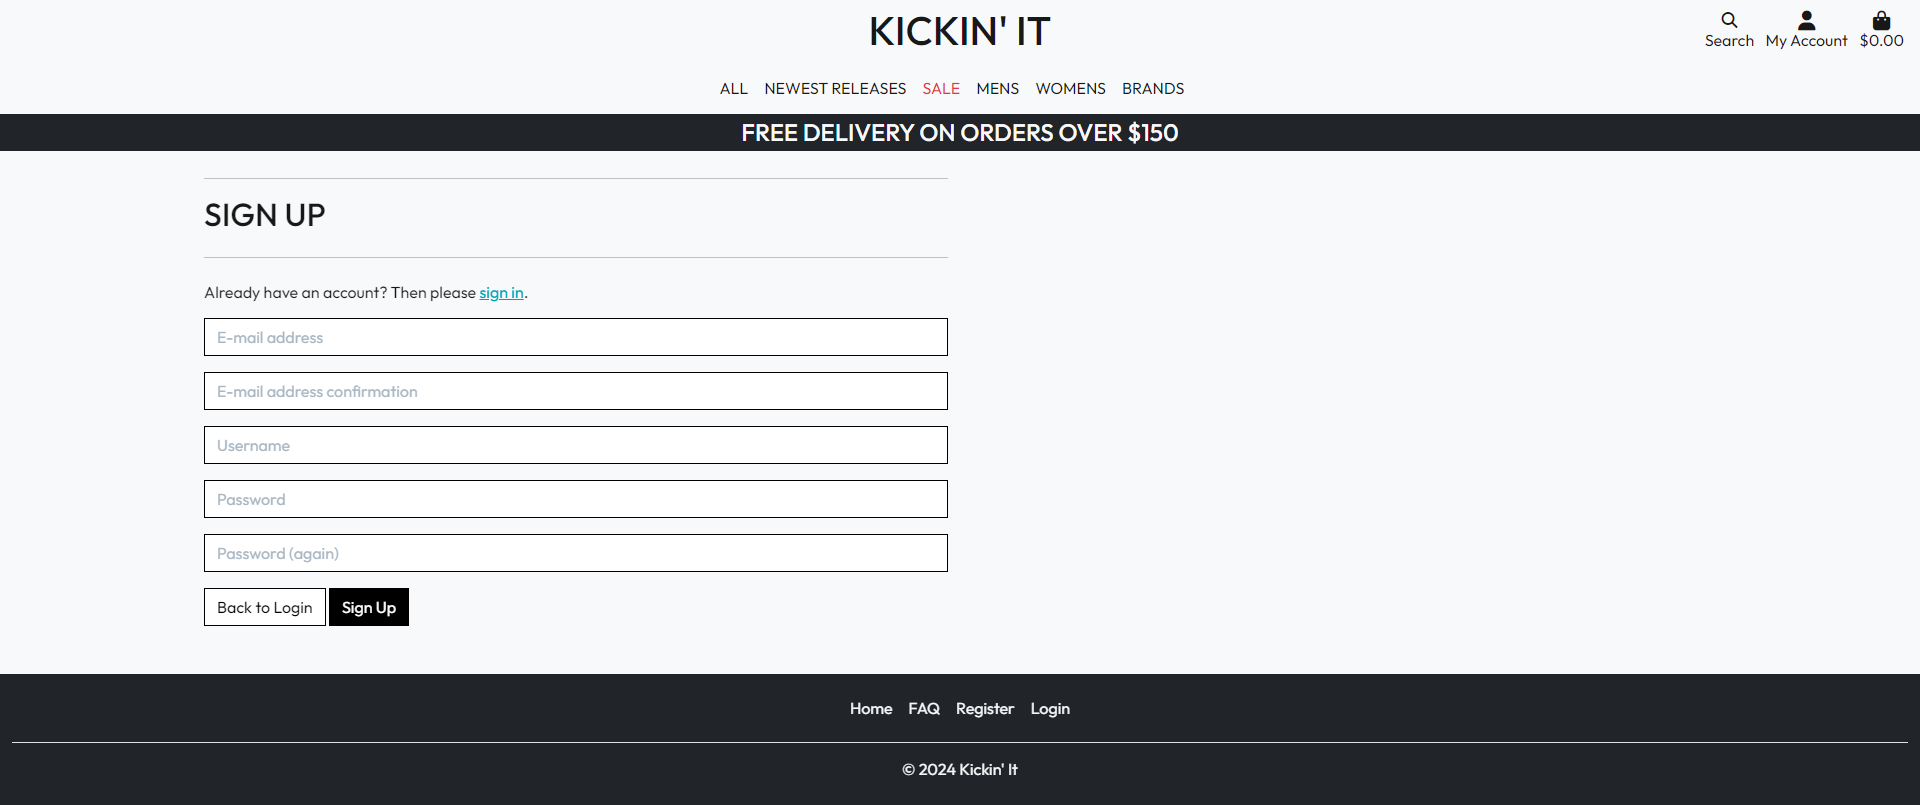 KICKIN' IT
Search My Account $0.00
ALL NEWEST RELEASES SALE MENS WOMENS BRANDS
FREE DELIVERY ON ORDERS OVER $150
SIGN UP
Already have an account? Then please sign in.
E-mail address
E-mail address confirmation
Username
Password
Password (again)
Back to Login Sign Up
Home FAQ Register Login
© 2024 Kickin' It